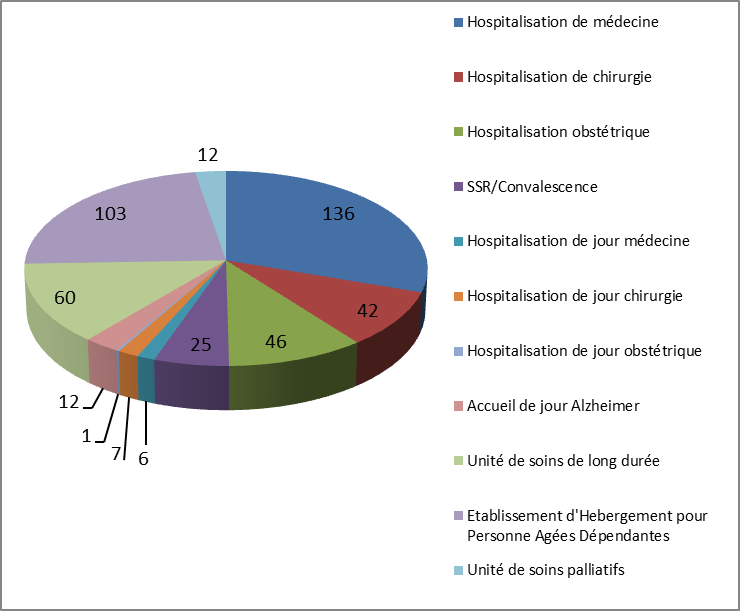 Hospitalisation de médecine
Hospitalisation de chirurgie
Hospitalisation obstétrique
SSR/Convalescence
Hospitalisation de jour médecine
Hospitalisation de jour chirurgie
Hospitalisation de jour obstétrique
Accueil de jour Alzheimer
Unité de soins de long durée
Etablissement d'Hebergement pour
Personne Agées Dépendantes
Unité de soins palliatifs
12
136
103
42
60
46
25
12
1
7
6